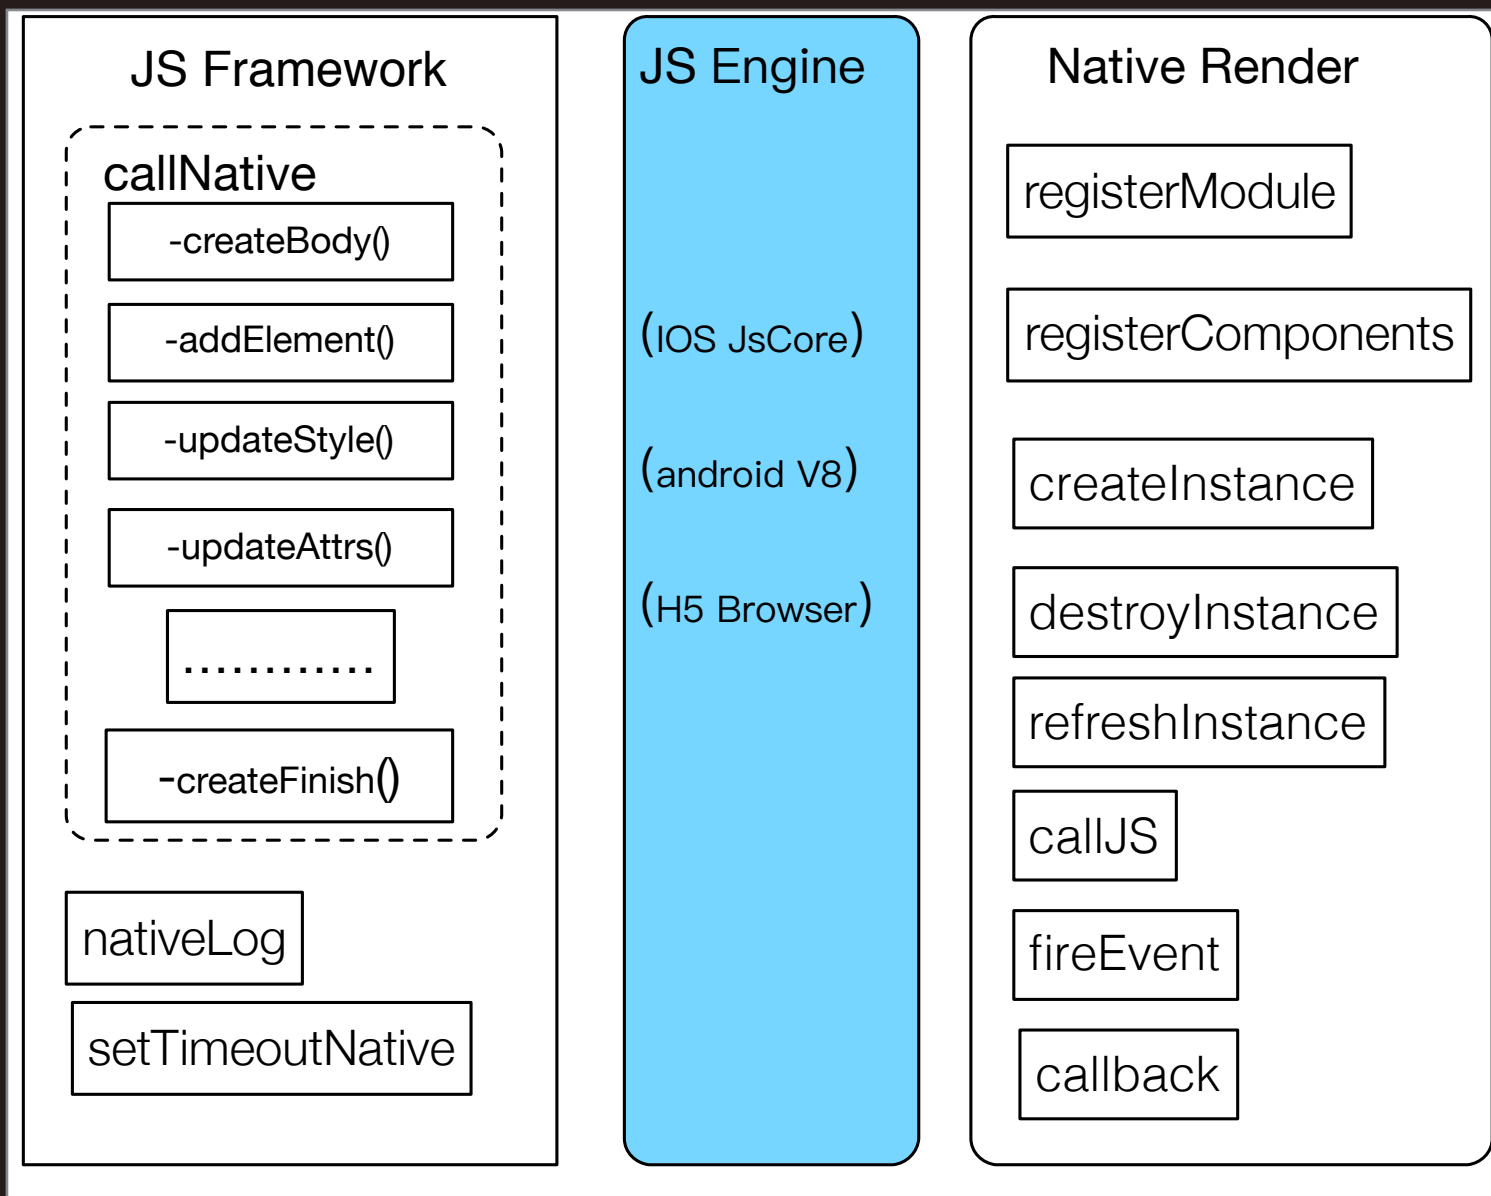 JS Framework
callNative
-createBody()
-addElement()
-updateStyle()
-updateAttrs()
............
-createFinish()
nativeLog
setTimeoutNative
JS Engine
(IOS JsCore)
(android V8)
(H5 Browser)
Native Render
registerModule
registerComponents
createInstance
destroyInstance
refreshInstance
callJS
fireEvent
callback